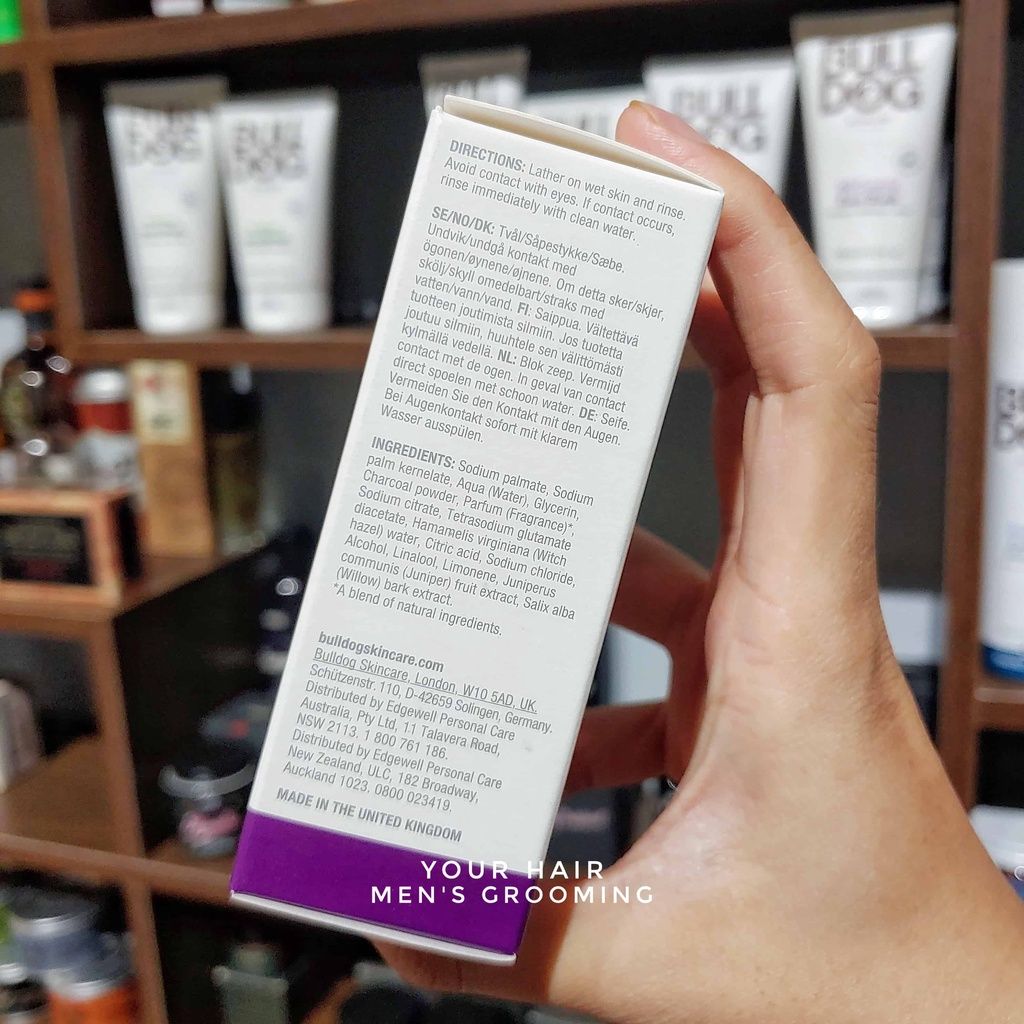 BULL
DOG
BULL
DOG
BULL
DOG
BULL
DOG
DIRECTIONS: Lather on wet skin and rinse.
Avoid contact with eyes. If contact occurs,
rinse immediately with clean water.
SE/NO/DK: Tvål/Såpestykke/Sæbe.
Undvik/undgå kontakt med
ögonen/øynene/øjnene. Om detta sker/skjer,
skölj/skyll omedelbart/straks med
vatten/vann/vand. FI: Saippua. Vältettävä
tuotteen joutimista silmiin. Jos tuotetta
joutuu silmiin, huuhtele sen välittömästi
kylmällä vedellä. NL: Blok zeep. Vermijd
contact met de ogen. In geval van contact
direct spoelen met schoon water. DE: Seife.
Vermeiden Sie den Kontakt mit den Augen.
Bei Augenkontakt sofort mit klarem
Wasser ausspülen.
INGREDIENTS: Sodium palmate, Sodium
palm kernelate, Aqua (Water), Glycerin,
Charcoal powder, Parfum (Fragrance)*,
Sodium citrate, Tetrasodium glutamate
diacetate, Hamamelis virginiana (Witch
hazel) water, Citric acid, Sodium chloride,
Alcohol, Linalool, Limonene, Juniperus
communis (Juniper) fruit extract, Salix alba
(Willow) bark extract.
*A blend of natural ingredients.
bulldogskincare.com
Bulldog Skincare, London, W10 5AD, UK.
Schützenstr. 110, D-42659 Solingen, Germany.
Distributed by Edgewell Personal Care
Australia, Pty Ltd, 1.1 Talavera Road,
NSW 2113. 1 800 761 186.
Distributed by Edgewell Personal Care
New Zealand, ULC, 182 Broadway,
Auckland 1023. 0800 023419.
MADE IN THE UNITED KINGDOM
YOUR HAIR
MEN'S GROOMING